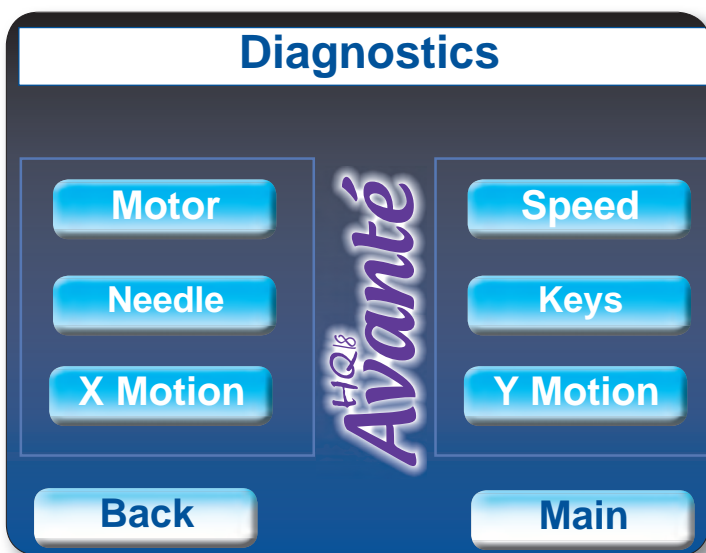 Diagnostics
Motor
Needle
X Motion
HQ18
Avanté
Speed
Keys
Y Motion
Back
Main